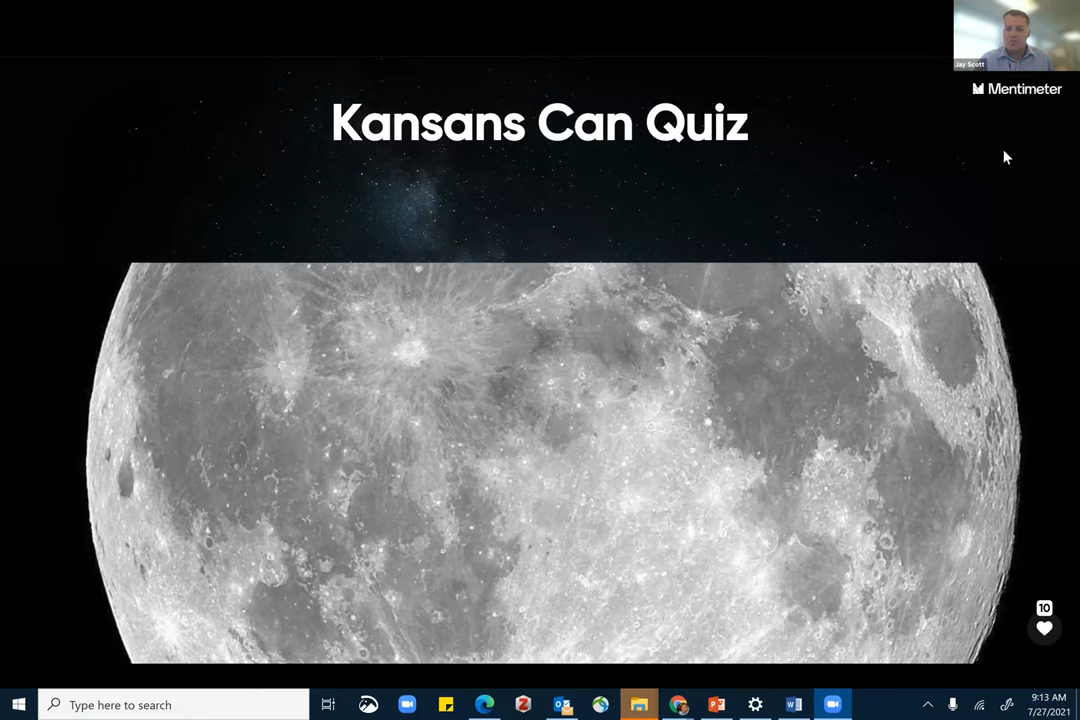 Jay Scott
Mentimeter
Kansans Can Quiz
10
Type here to search
9:13 AM
7/27/2021